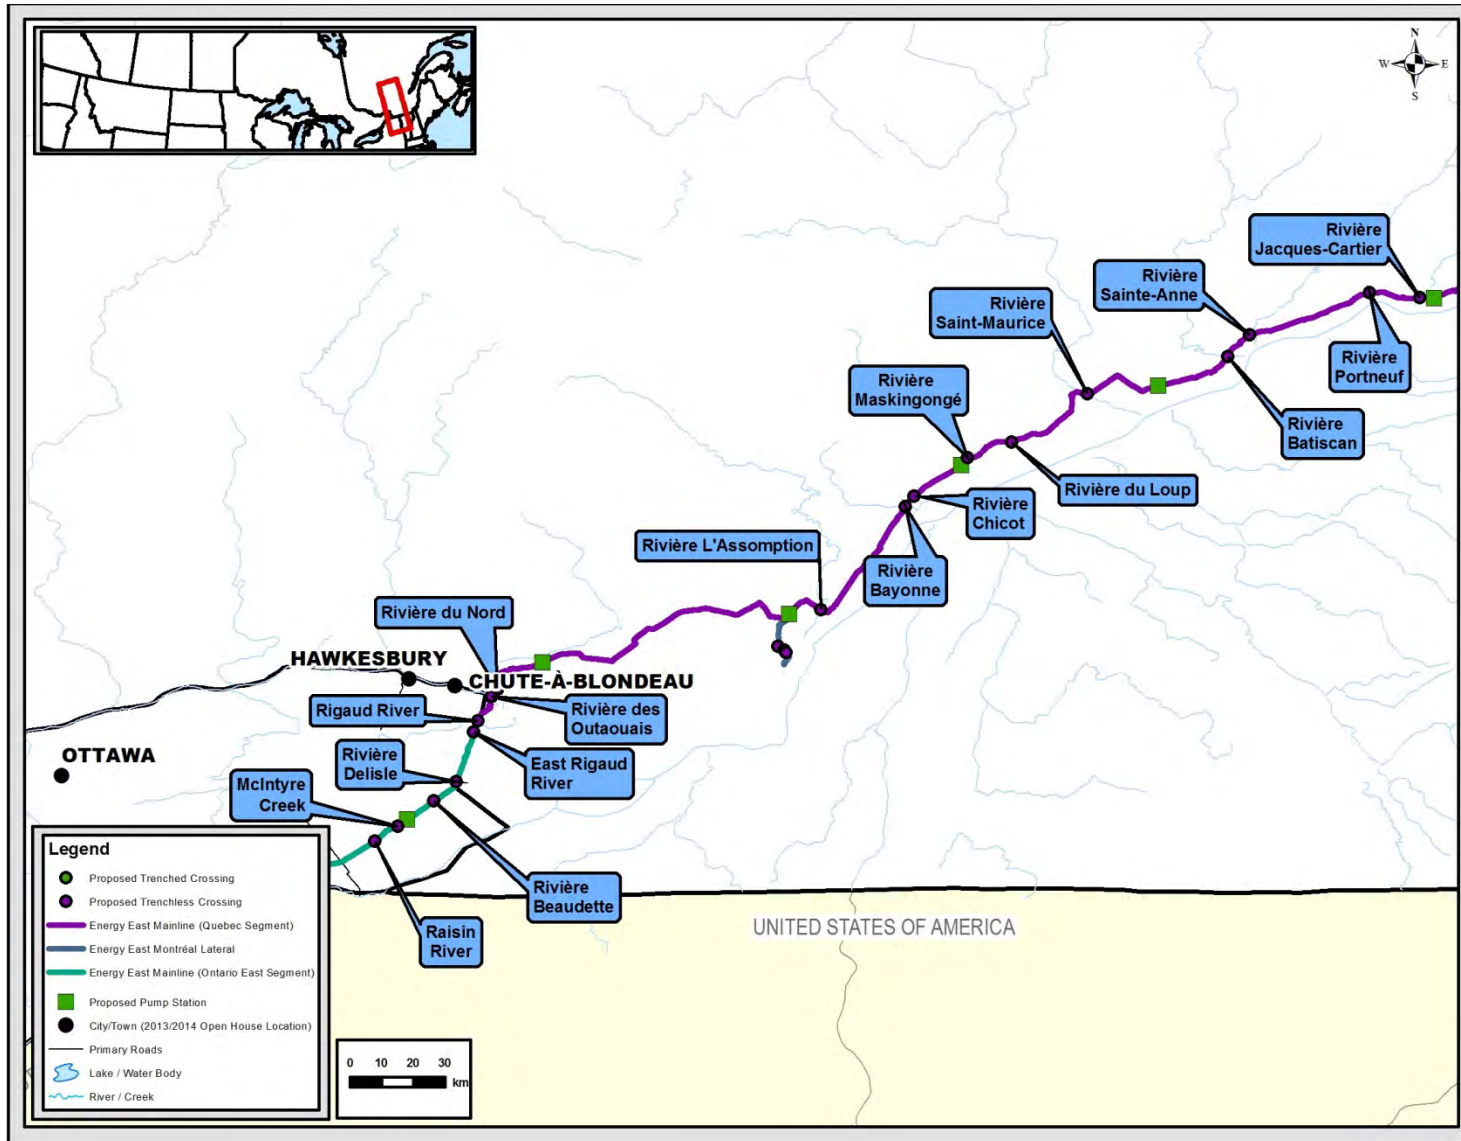 N
W
E
S
Rivière
Jacques-Cartier
Rivière
Sainte-Anne
Rivière
Saint-Maurice
Rivière
Portneuf
Rivière
Maskingongé
Rivière
Batiscan
Rivière du Loup
Rivière
Chicot
Rivière L'Assomption
Rivière
Bayonne
Rivière du Nord
HAWKESBURY
CHUTE-À-BLONDEAU
Rigaud River
Rivière des
Outaouais
OTTAWA
Rivière
Delisle
East Rigaud
River
McIntyre
Creek
Rivière
Beaudette
Raisin
River
UNITED STATES OF AMERICA
Legend
Proposed Trenched Crossing
Proposed Trenchless Crossing
Energy East Mainline (Quebec Segment)
Energy East Montréal Lateral
Energy East Mainline (Ontario East Segment)
Proposed Pump Station
City/Town (2013/2014 Open House Location)
Primary Roads
Lake / Water Body
River / Creek
0 10 20 30
km